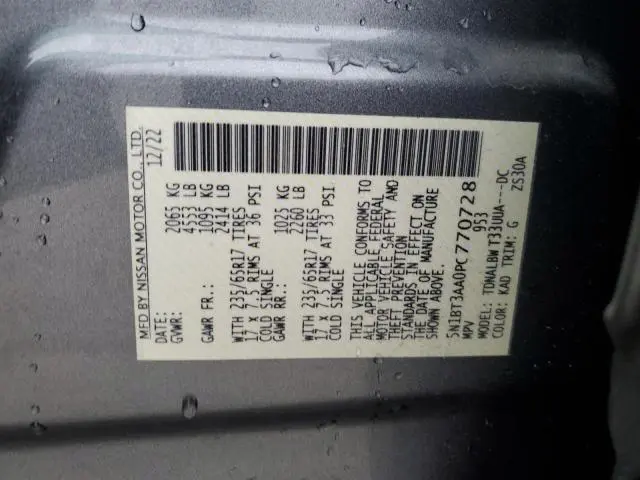 MFD BY NISSAN MOTOR CO., LTD.
DATE: 12/22
GVWR: 2065 KG
4553 LB
GAWR FR: 1095 KG
2414 LB
WITH 235/65R17 TIRES
17 X 7 RIMS AT 36 PSI
COLD SINGLE
GAWR RR: 1025 KG
2260 LB
WITH 235/65R17 TIRES
17 X 7 RIMS AT 33 PSI
COLD SINGLE
THIS VEHICLE CONFORMS TO
ALL APPLICABLE FEDERAL
MOTOR VEHICLE SAFETY AND
THEFT PREVENTION
STANDARDS IN EFFECT ON
THE DATE OF MANUFACTURE
SHOWN ABOVE.
5N1BT3AA0PC770728
MPV 953
MODEL: TDNALBW T33UUA---DC
COLOR: KAD TRIM: G ZS30A